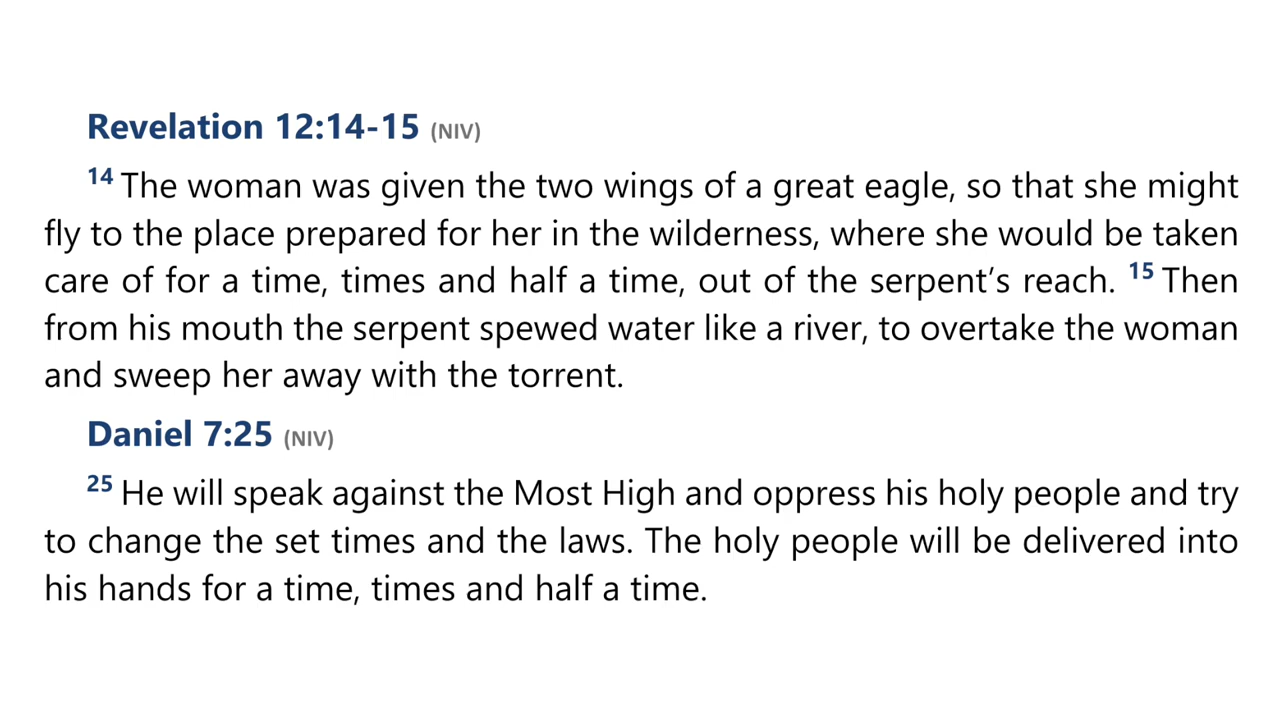 Revelation 12:14-15 (NIV)
14 The woman was given the two wings of a great eagle, so that she might
fly to the place prepared for her in the wilderness, where she would be taken
care of for a time, times and half a time, out of the serpent’s reach. 15 Then
from his mouth the serpent spewed water like a river, to overtake the woman
and sweep her away with the torrent.
Daniel 7:25 (NIV)
25 He will speak against the Most High and oppress his holy people and try
to change the set times and the laws. The holy people will be delivered into
his hands for a time, times and half a time.